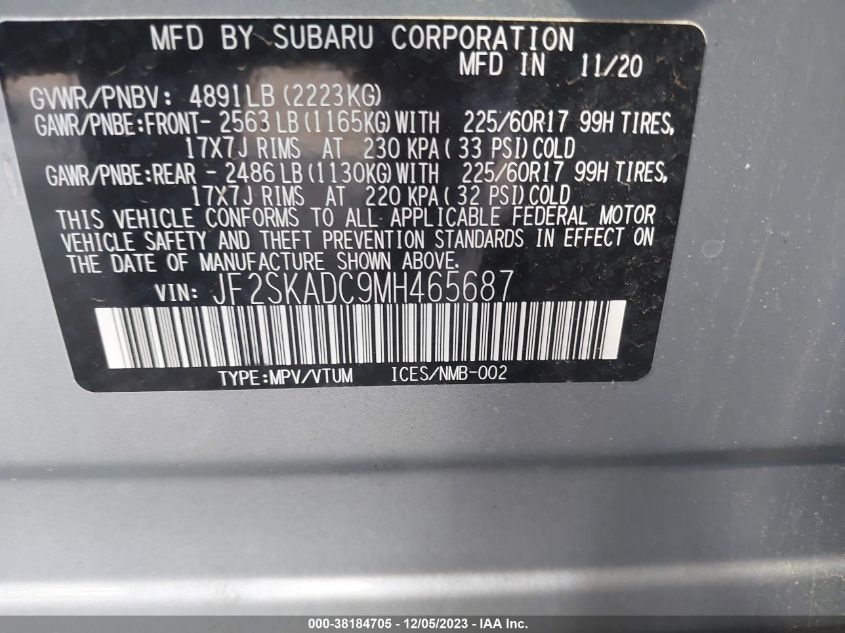 MFD BY SUBARU CORPORATION
MFD IN 11/20
GVWR/PNBV: 4891LB(2223KG)
GAWR/PNBE:FRONT- 2563LB(1165KG)WITH 225/60R17 99H TIRES,
17X7J RIMS AT 230 KPA(33 PSI)COLD
GAWR/PNBE:REAR - 2486LB(1130KG)WITH 225/60R17 99H TIRES,
17X7J RIMS AT 220 KPA(32 PSI)COLD
THIS VEHICLE CONFORMS TO ALL APPLICABLE FEDERAL MOTOR
VEHICLE SAFETY AND THEFT PREVENTION STANDARDS IN EFFECT ON
THE DATE OF MANUFACTURE SHOWN ABOVE.
VIN: JF2SKADC9MH465687
TYPE:MPV/VTUM ICES/NMB-002
000-38184705 - 12/05/2023 - IAA Inc.